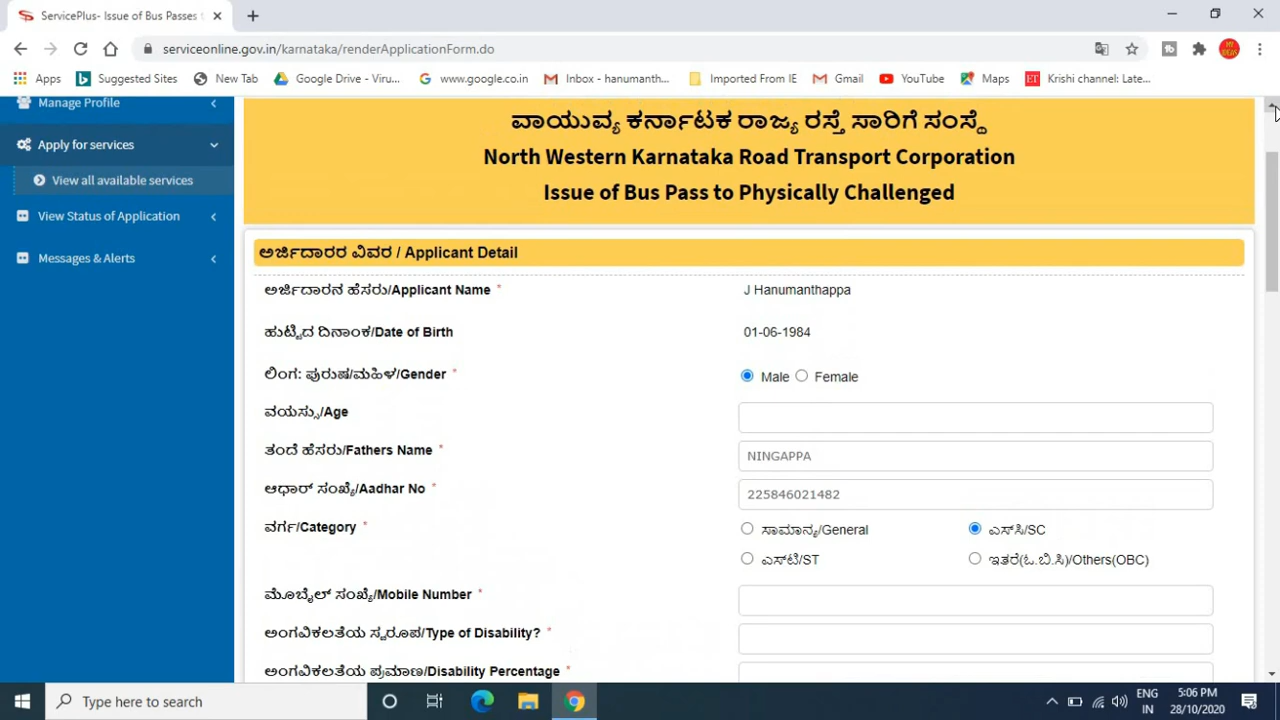 ServicePlus- Issue of Bus Passes t
serviceonline.gov.in/karnataka/renderApplicationForm.do
Apps Suggested Sites New Tab Google Drive - Viru... www.google.co.in Inbox - hanumanth... Imported From IE Gmail YouTube Maps Krishi channel: Late...
Manage Profile
Apply for services
View all available services
View Status of Application
Messages & Alerts
ವಾಯುವ್ಯ ಕರ್ನಾಟಕ ರಾಜ್ಯ ರಸ್ತೆ ಸಾರಿಗೆ ಸಂಸ್ಥೆ
North Western Karnataka Road Transport Corporation
Issue of Bus Pass to Physically Challenged
ಅರ್ಜಿದಾರರ ವಿವರ / Applicant Detail
ಅರ್ಜಿದಾರನ ಹೆಸರು/Applicant Name * J Hanumanthappa
ಹುಟ್ಟಿದ ದಿನಾಂಕ/Date of Birth 01-06-1984
ಲಿಂಗ: ಪುರುಷ/ಮಹಿಳೆ/Gender * Male Female
ವಯಸ್ಸು/Age
ತಂದೆ ಹೆಸರು/Fathers Name * NINGAPPA
ಆಧಾರ್ ಸಂಖ್ಯೆ/Aadhar No * 225846021482
ವರ್ಗ/Category * ಸಾಮಾನ್ಯ/General ಎಸ್‌ಸಿ/SC
ಎಸ್‌ಟಿ/ST ಇತರೆ(ಓ.ಬಿ.ಸಿ)/Others(OBC)
ಮೊಬೈಲ್ ಸಂಖ್ಯೆ/Mobile Number *
ಅಂಗವಿಕಲತೆಯ ಸ್ವರೂಪ/Type of Disability? *
ಅಂಗವಿಕಲತೆಯ ಪ್ರಮಾಣ/Disability Percentage *
Type here to search
ENG
IN
5:06 PM
28/10/2020